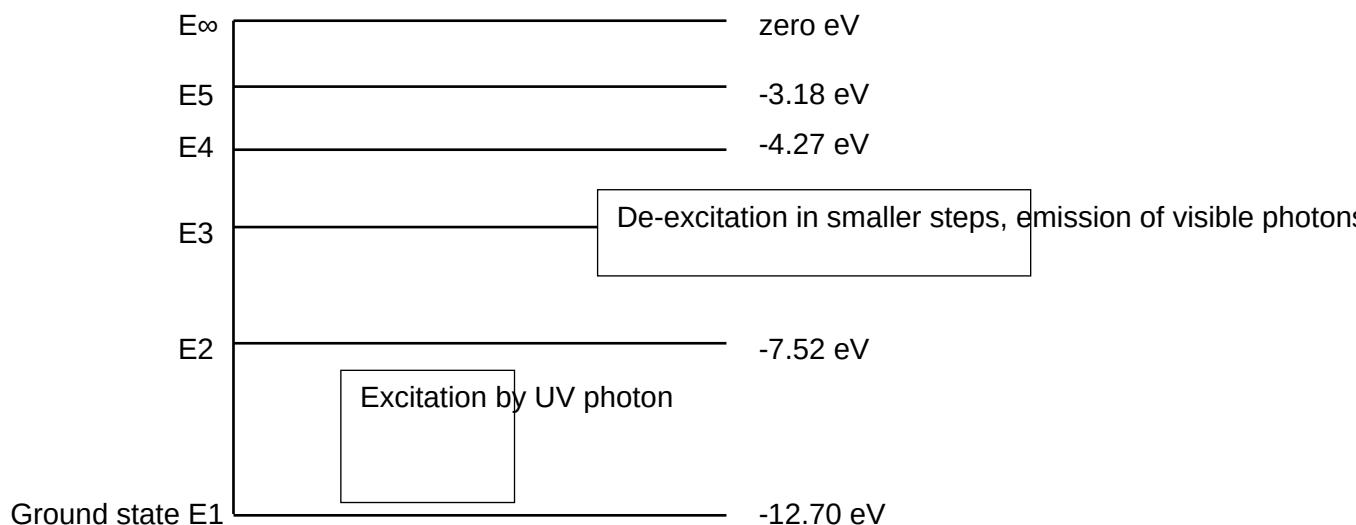 E∞ zero eV
E5 -3.18 eV
E4 -4.27 eV
E3 De-excitation in smaller steps, emission of visible photons
E2 -7.52 eV
Excitation by UV photon
Ground state E1 -12.70 eV